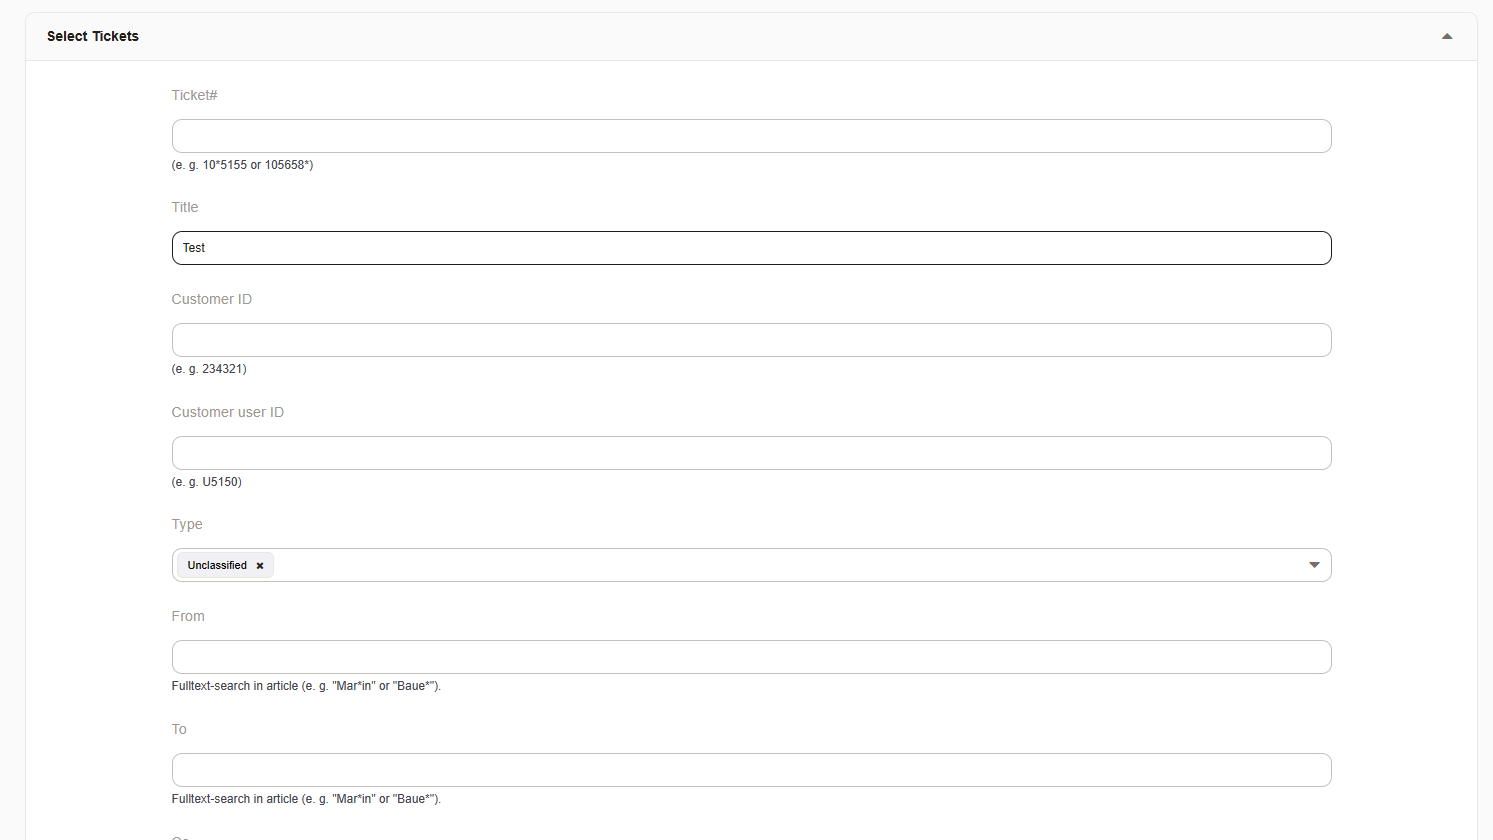 Select Tickets
Ticket#
(e. g. 10*5155 or 105658*)
Title
Test
Customer ID
(e. g. 234321)
Customer user ID
(e. g. U5150)
Type
Unclassified ×
From
Fulltext-search in article (e. g. "Mar*in" or "Baue*").
To
Fulltext-search in article (e. g. "Mar*in" or "Baue*").